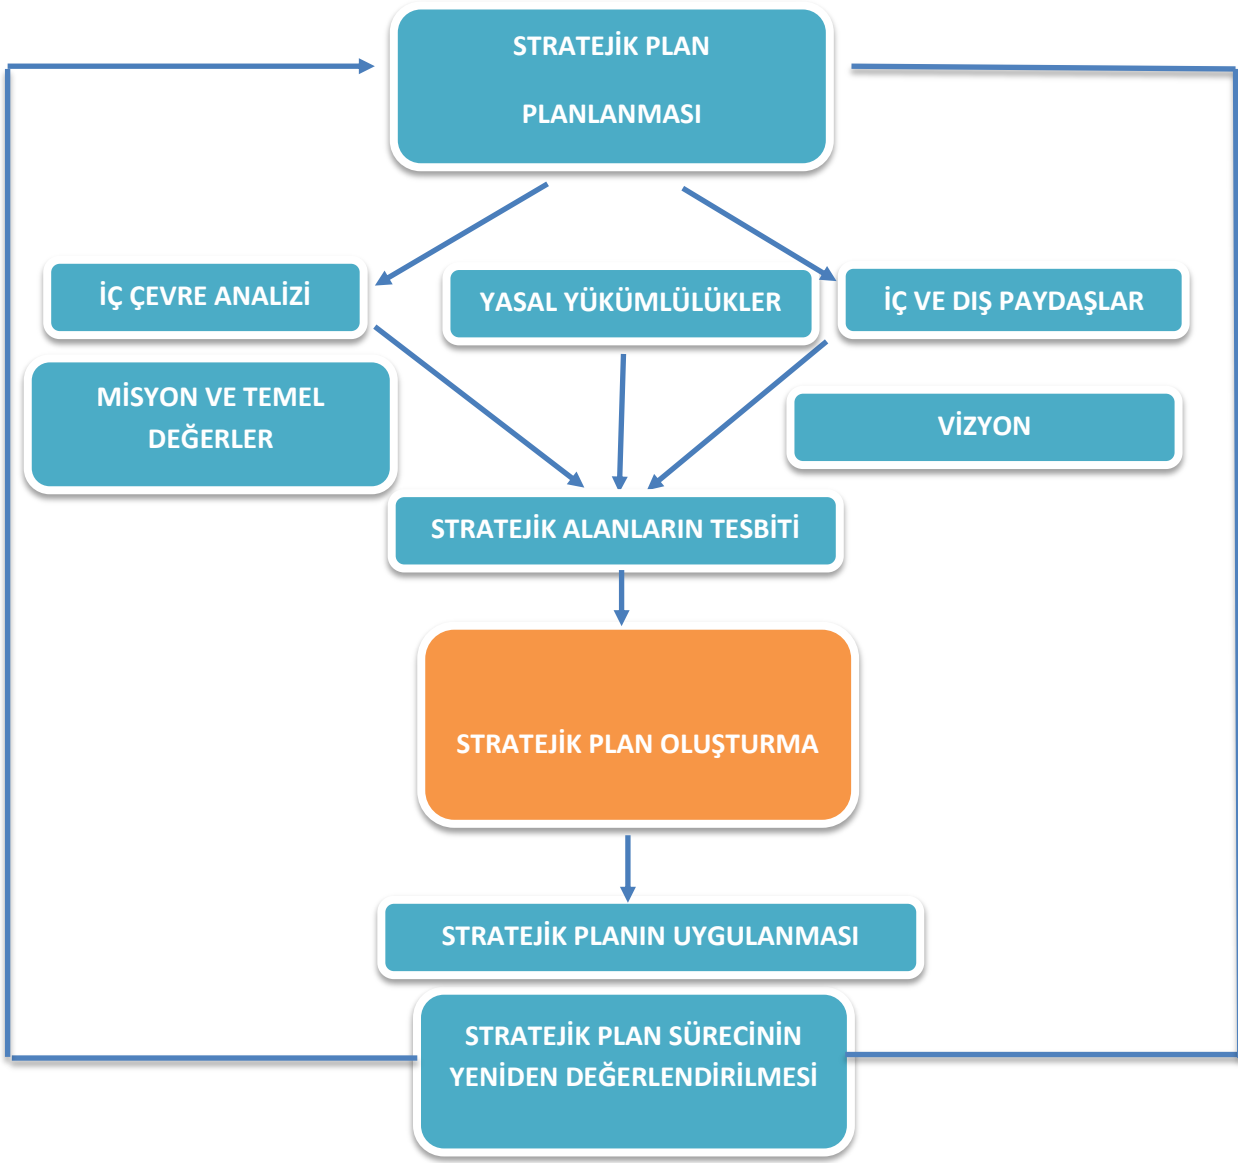 STRATEJİK PLAN
PLANLANMASI
İÇ ÇEVRE ANALİZİ
YASAL YÜKÜMLÜLÜKLER
İÇ VE DIŞ PAYDAŞLAR
MİSYON VE TEMEL
DEĞERLER
VİZYON
STRATEJİK ALANLARIN TESBİTİ
STRATEJİK PLAN OLUŞTURMA
STRATEJİK PLANIN UYGULANMASI
STRATEJİK PLAN SÜRECİNİN
YENİDEN DEĞERLENDİRİLMESİ